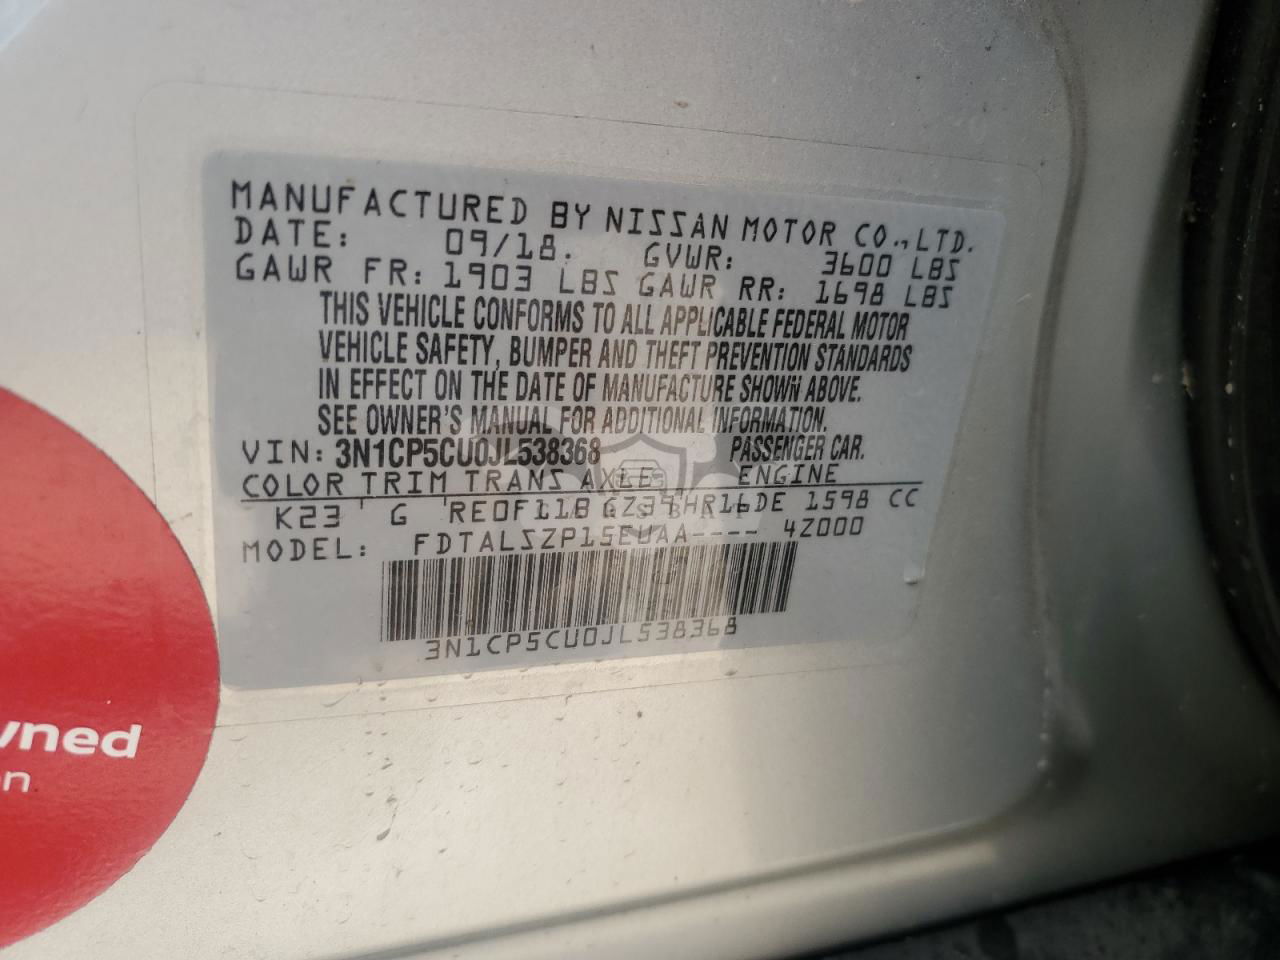 MANUFACTURED BY NISSAN MOTOR CO., LTD.
DATE: 09/18. GVWR: 3600 LBS
GAWR FR: 1903 LBS GAWR RR: 1698 LBS
THIS VEHICLE CONFORMS TO ALL APPLICABLE FEDERAL MOTOR
VEHICLE SAFETY, BUMPER AND THEFT PREVENTION STANDARDS
IN EFFECT ON THE DATE OF MANUFACTURE SHOWN ABOVE.
SEE OWNER'S MANUAL FOR ADDITIONAL INFORMATION.
VIN: 3N1CP5CU0JL538368 PASSENGER CAR.
COLOR TRIM TRANS AXLE ENGINE
K23 G RE0F11B GZ39 HR16DE 1598 CC
MODEL: FDTALSZP15EUAA---- 4Z000
3N1CP5CU0JL538368